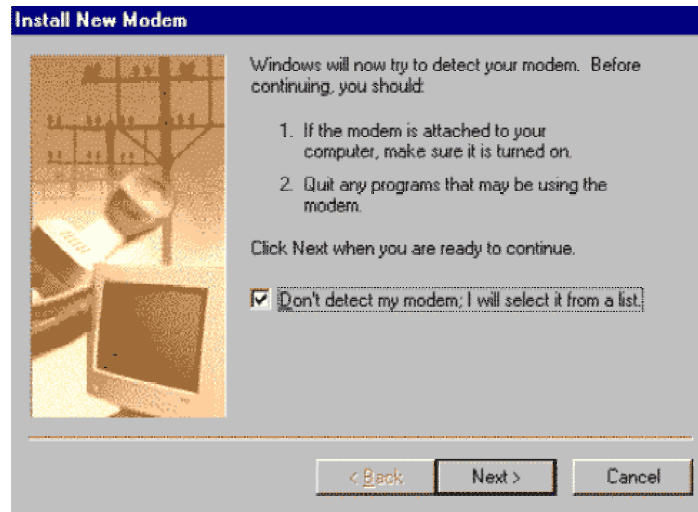 Install New Modem
Windows will now try to detect your modem. Before
continuing, you should:
1. If the modem is attached to your
computer, make sure it is turned on.
2. Quit any programs that may be using the
modem.
Click Next when you are ready to continue.
Don't detect my modem; I will select it from a list.
< Back
Next >
Cancel